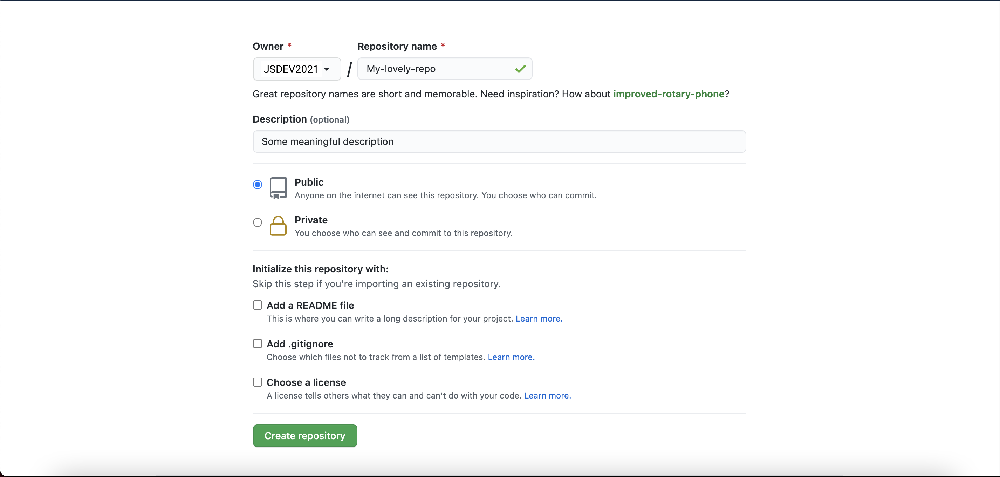 Owner * Repository name *
JSDEV2021 / My-lovely-repo
Great repository names are short and memorable. Need inspiration? How about improved-rotary-phone?
Description (optional)
Some meaningful description
Public
Anyone on the internet can see this repository. You choose who can commit.
Private
You choose who can see and commit to this repository.
Initialize this repository with:
Skip this step if you’re importing an existing repository.
Add a README file
This is where you can write a long description for your project. Learn more.
Add .gitignore
Choose which files not to track from a list of templates. Learn more.
Choose a license
A license tells others what they can and can't do with your code. Learn more.
Create repository